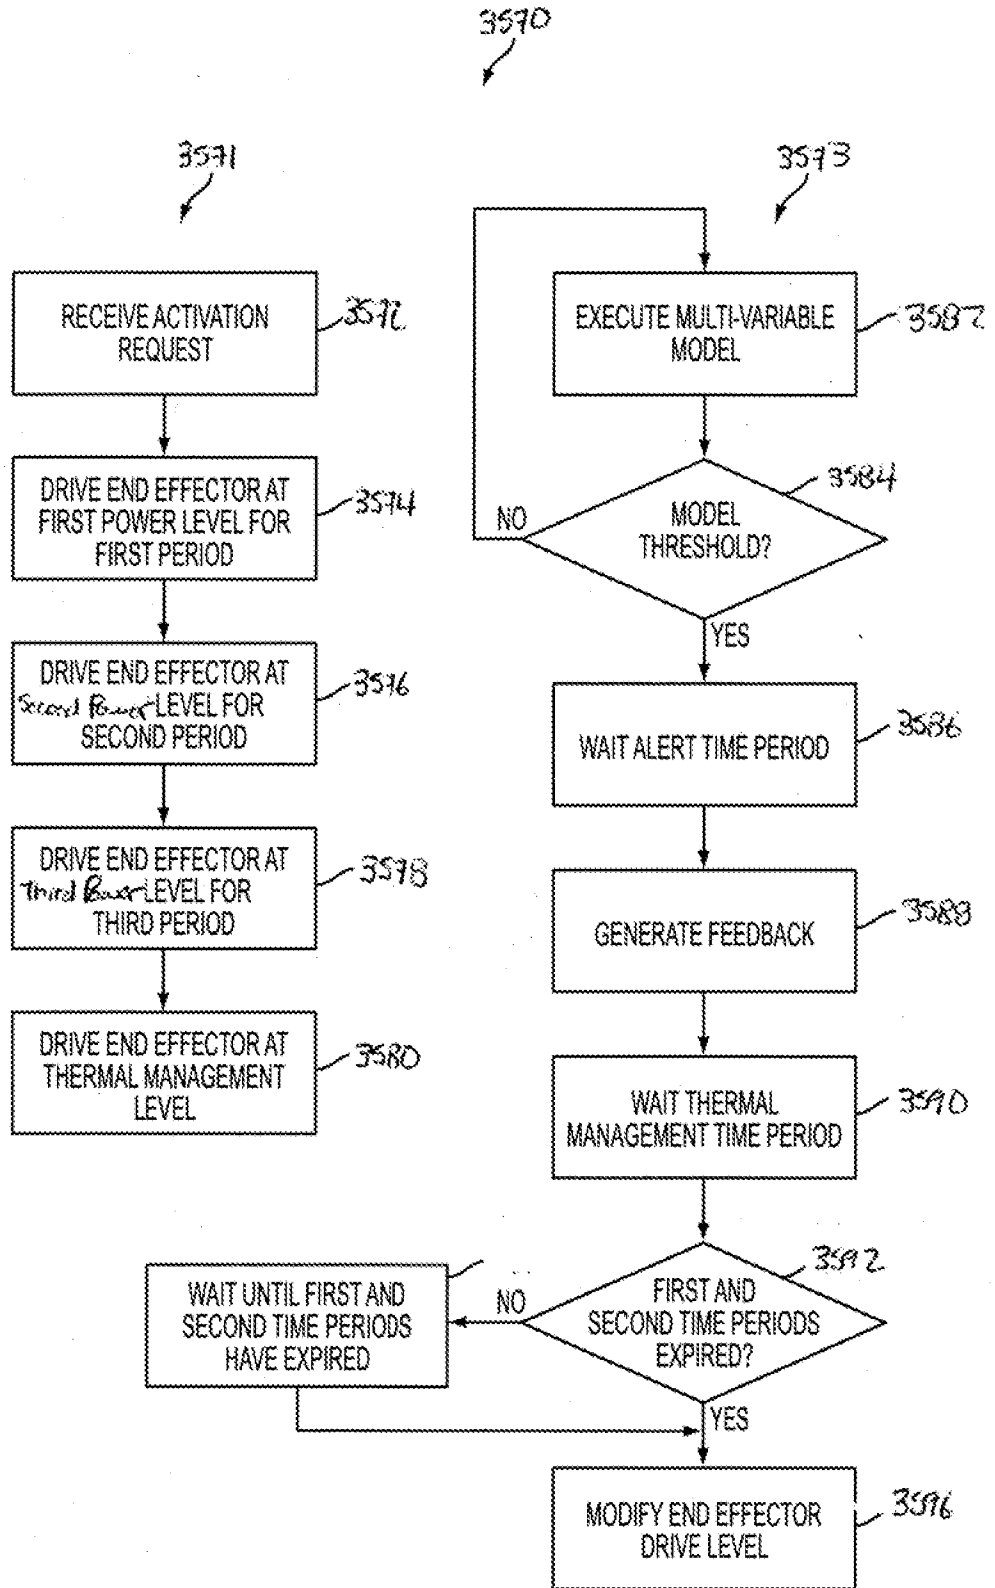 3570
3571
RECEIVE ACTIVATION
REQUEST
3572
DRIVE END EFFECTOR AT
FIRST POWER LEVEL FOR
FIRST PERIOD
3574
DRIVE END EFFECTOR AT
Second Power LEVEL FOR
SECOND PERIOD
3576
DRIVE END EFFECTOR AT
Third Power LEVEL FOR
THIRD PERIOD
3578
DRIVE END EFFECTOR AT
THERMAL MANAGEMENT
LEVEL
3580
3573
EXECUTE MULTI-VARIABLE
MODEL
3582
MODEL
THRESHOLD?
3584
NO
YES
WAIT ALERT TIME PERIOD
3586
GENERATE FEEDBACK
3588
WAIT THERMAL
MANAGEMENT TIME PERIOD
3590
FIRST AND
SECOND TIME PERIODS
EXPIRED?
3592
NO
WAIT UNTIL FIRST AND
SECOND TIME PERIODS
HAVE EXPIRED
YES
MODIFY END EFFECTOR
DRIVE LEVEL
3596